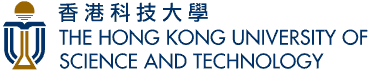 香港科技大學
THE HONG KONG UNIVERSITY OF
SCIENCE AND TECHNOLOGY